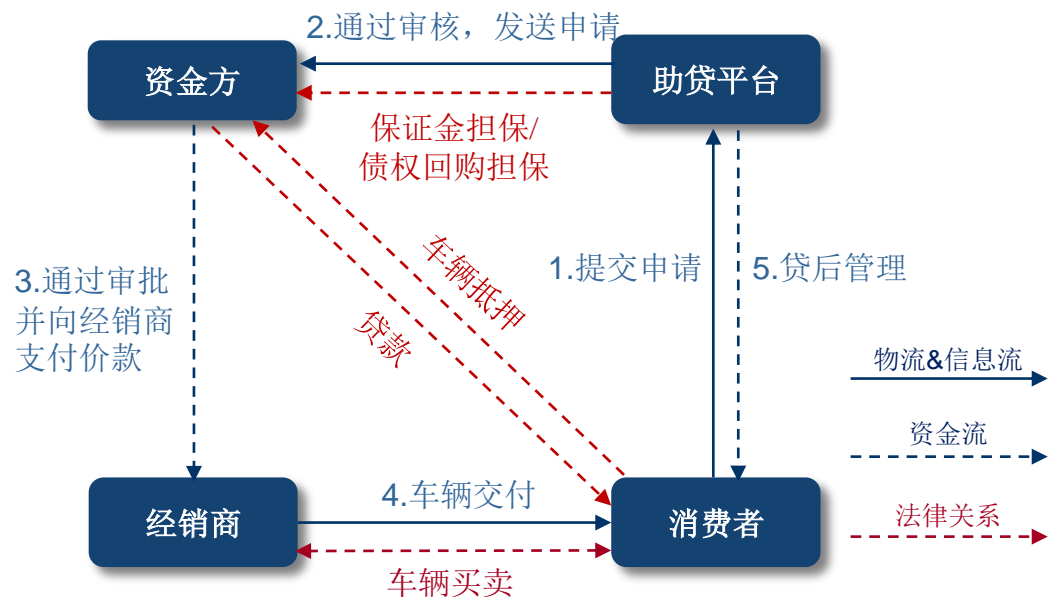 2.通过审核，发送申请
资金方
助贷平台
保证金担保/
债权回购担保
车辆抵押
贷款
1.提交申请
5.贷后管理
3.通过审批
并向经销商
支付价款
物流&信息流
资金流
法律关系
经销商
4.车辆交付
消费者
车辆买卖